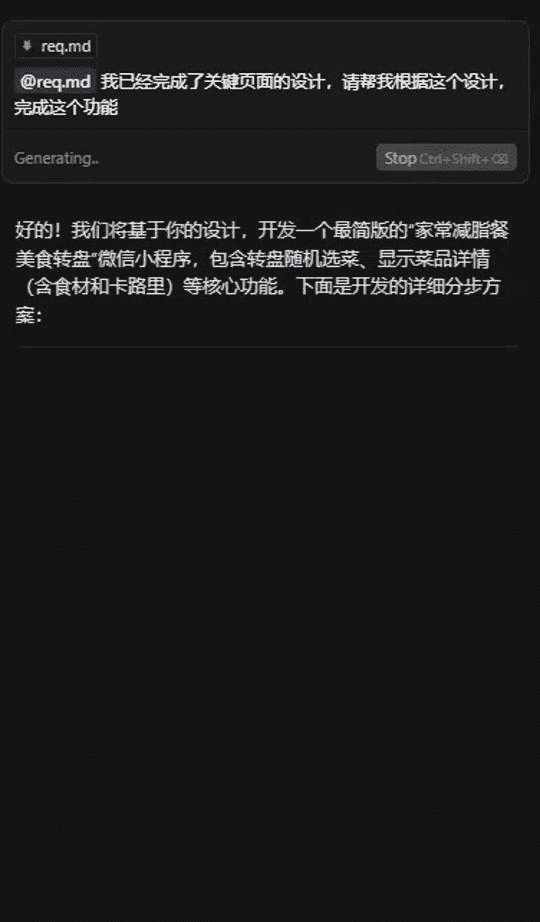 req.md
@req.md 我已经完成了关键页面的设计，请帮我根据这个设计，
完成这个功能
Generating..
Stop Ctrl+Shift+⌫
好的！我们将基于你的设计，开发一个最简版的“家常减脂餐
美食转盘”微信小程序，包含转盘随机选菜、显示菜品详情
（含食材和卡路里）等核心功能。下面是开发的详细分步方
案：